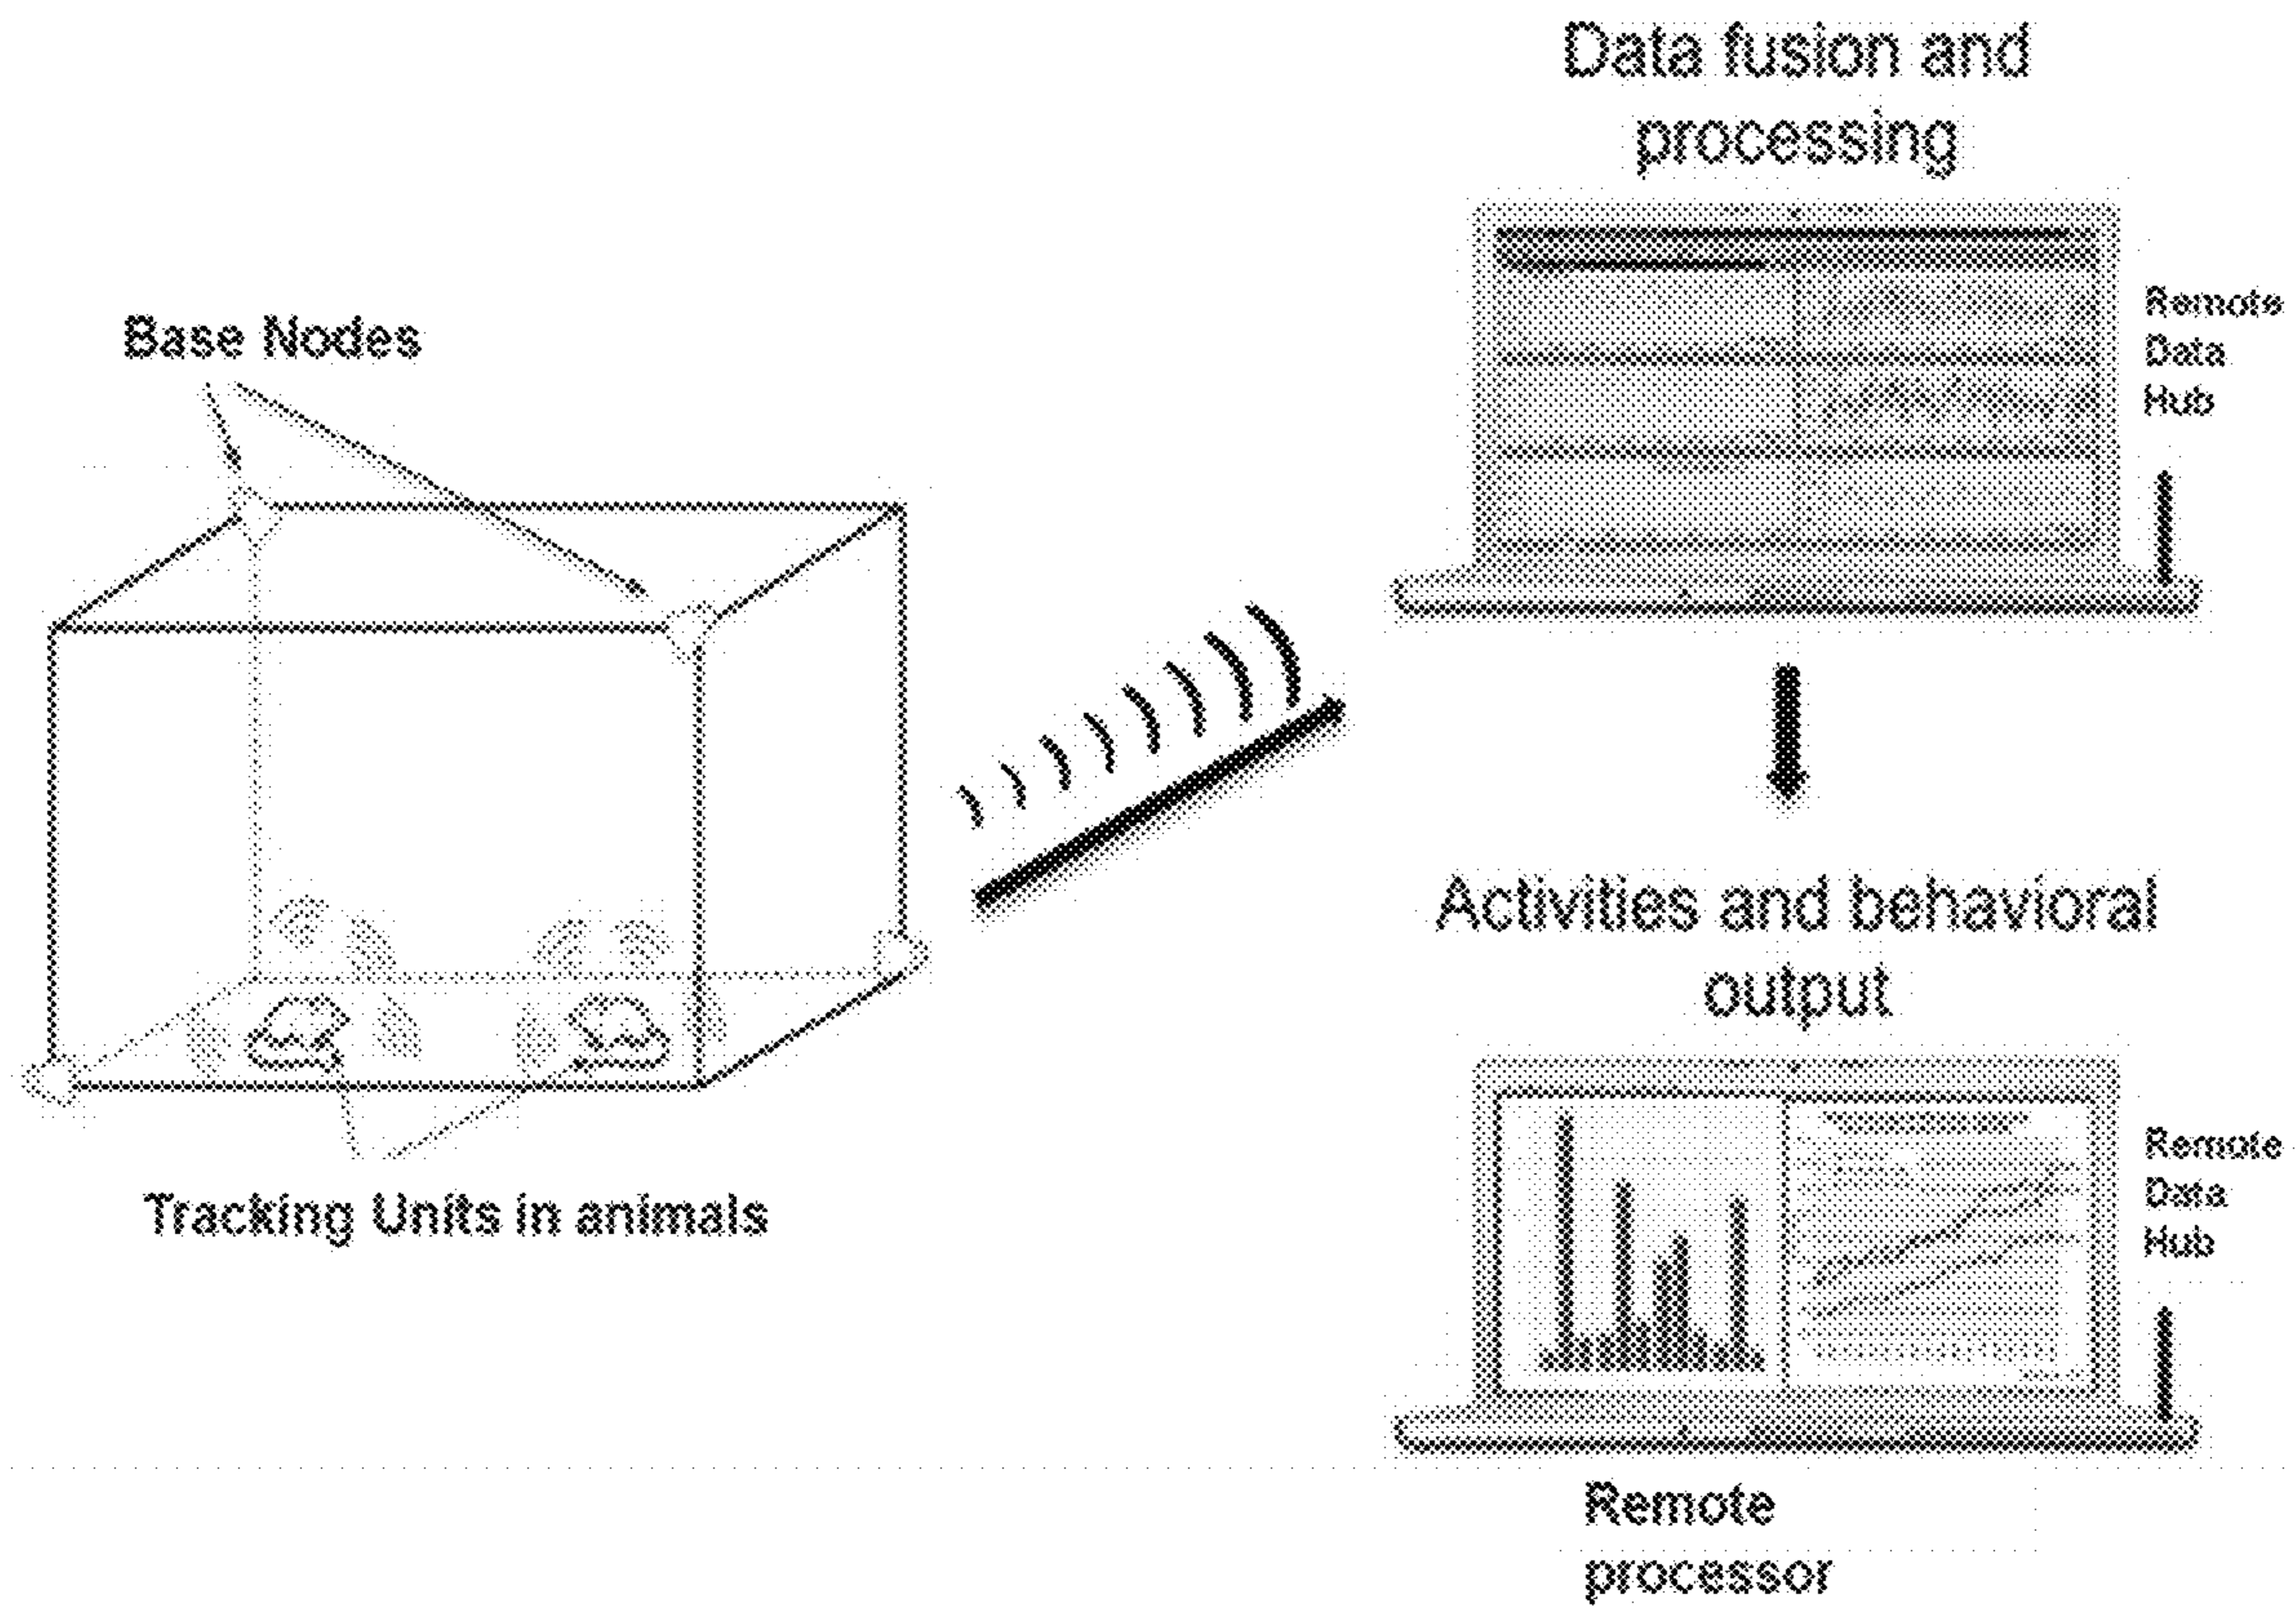 Data fusion and
processing
Remote
Data
Hub
Base Nodes
Activities and behavioral
output
Remote
Data
Hub
Tracking Units in animals
Remote
processor